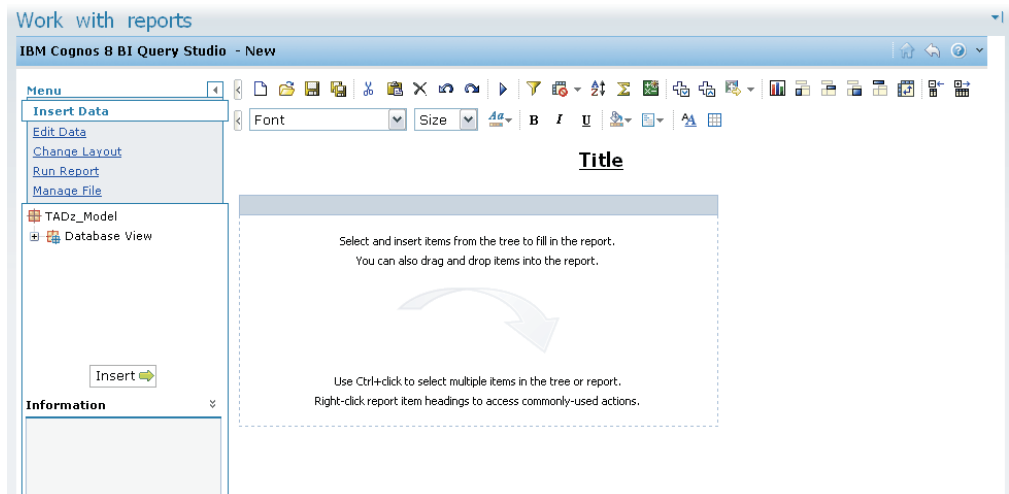 Work with reports
IBM Cognos 8 BI Query Studio - New
Menu
Insert Data
Edit Data
Change Layout
Run Report
Manage File
TADz_Model
Database View
Insert
Information
Font
Size
B I U
Title
Select and insert items from the tree to fill in the report.
You can also drag and drop items into the report.
Use Ctrl+click to select multiple items in the tree or report.
Right-click report item headings to access commonly-used actions.